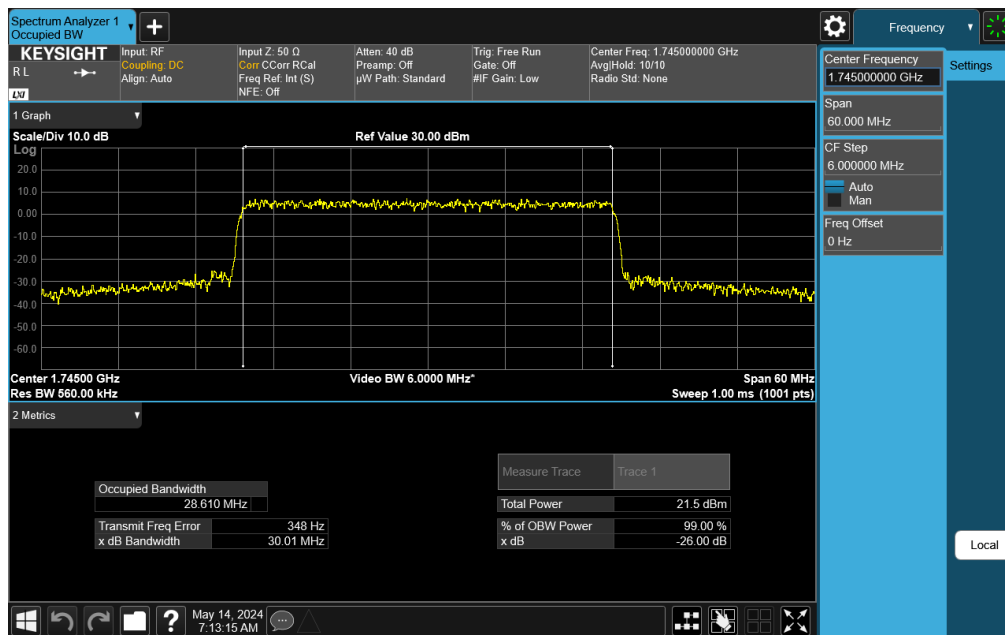 Spectrum Analyzer 1
Occupied BW
Frequency
KEYSIGHT
R L
LXI
Input: RF
Coupling: DC
Align: Auto
Input Z: 50 Ω
Corr CCorr RCal
Freq Ref: Int (S)
NFE: Off
Atten: 40 dB
Preamp: Off
µW Path: Standard
Trig: Free Run
Gate: Off
#IF Gain: Low
Center Freq: 1.745000000 GHz
Avg|Hold: 10/10
Radio Std: None
Center Frequency
1.745000000 GHz
Settings
Span
60.000 MHz
CF Step
6.000000 MHz
Auto
Man
Freq Offset
0 Hz
1 Graph
Scale/Div 10.0 dB
Ref Value 30.00 dBm
Log
20.0
10.0
0.00
-10.0
-20.0
-30.0
-40.0
-50.0
-60.0
Center 1.74500 GHz
Video BW 6.0000 MHz*
Span 60 MHz
Res BW 560.00 kHz
Sweep 1.00 ms (1001 pts)
2 Metrics
Measure Trace
Trace 1
Occupied Bandwidth
28.610 MHz
Total Power
21.5 dBm
Transmit Freq Error
348 Hz
% of OBW Power
99.00 %
x dB Bandwidth
30.01 MHz
x dB
-26.00 dB
Local
?
May 14, 2024
7:13:15 AM